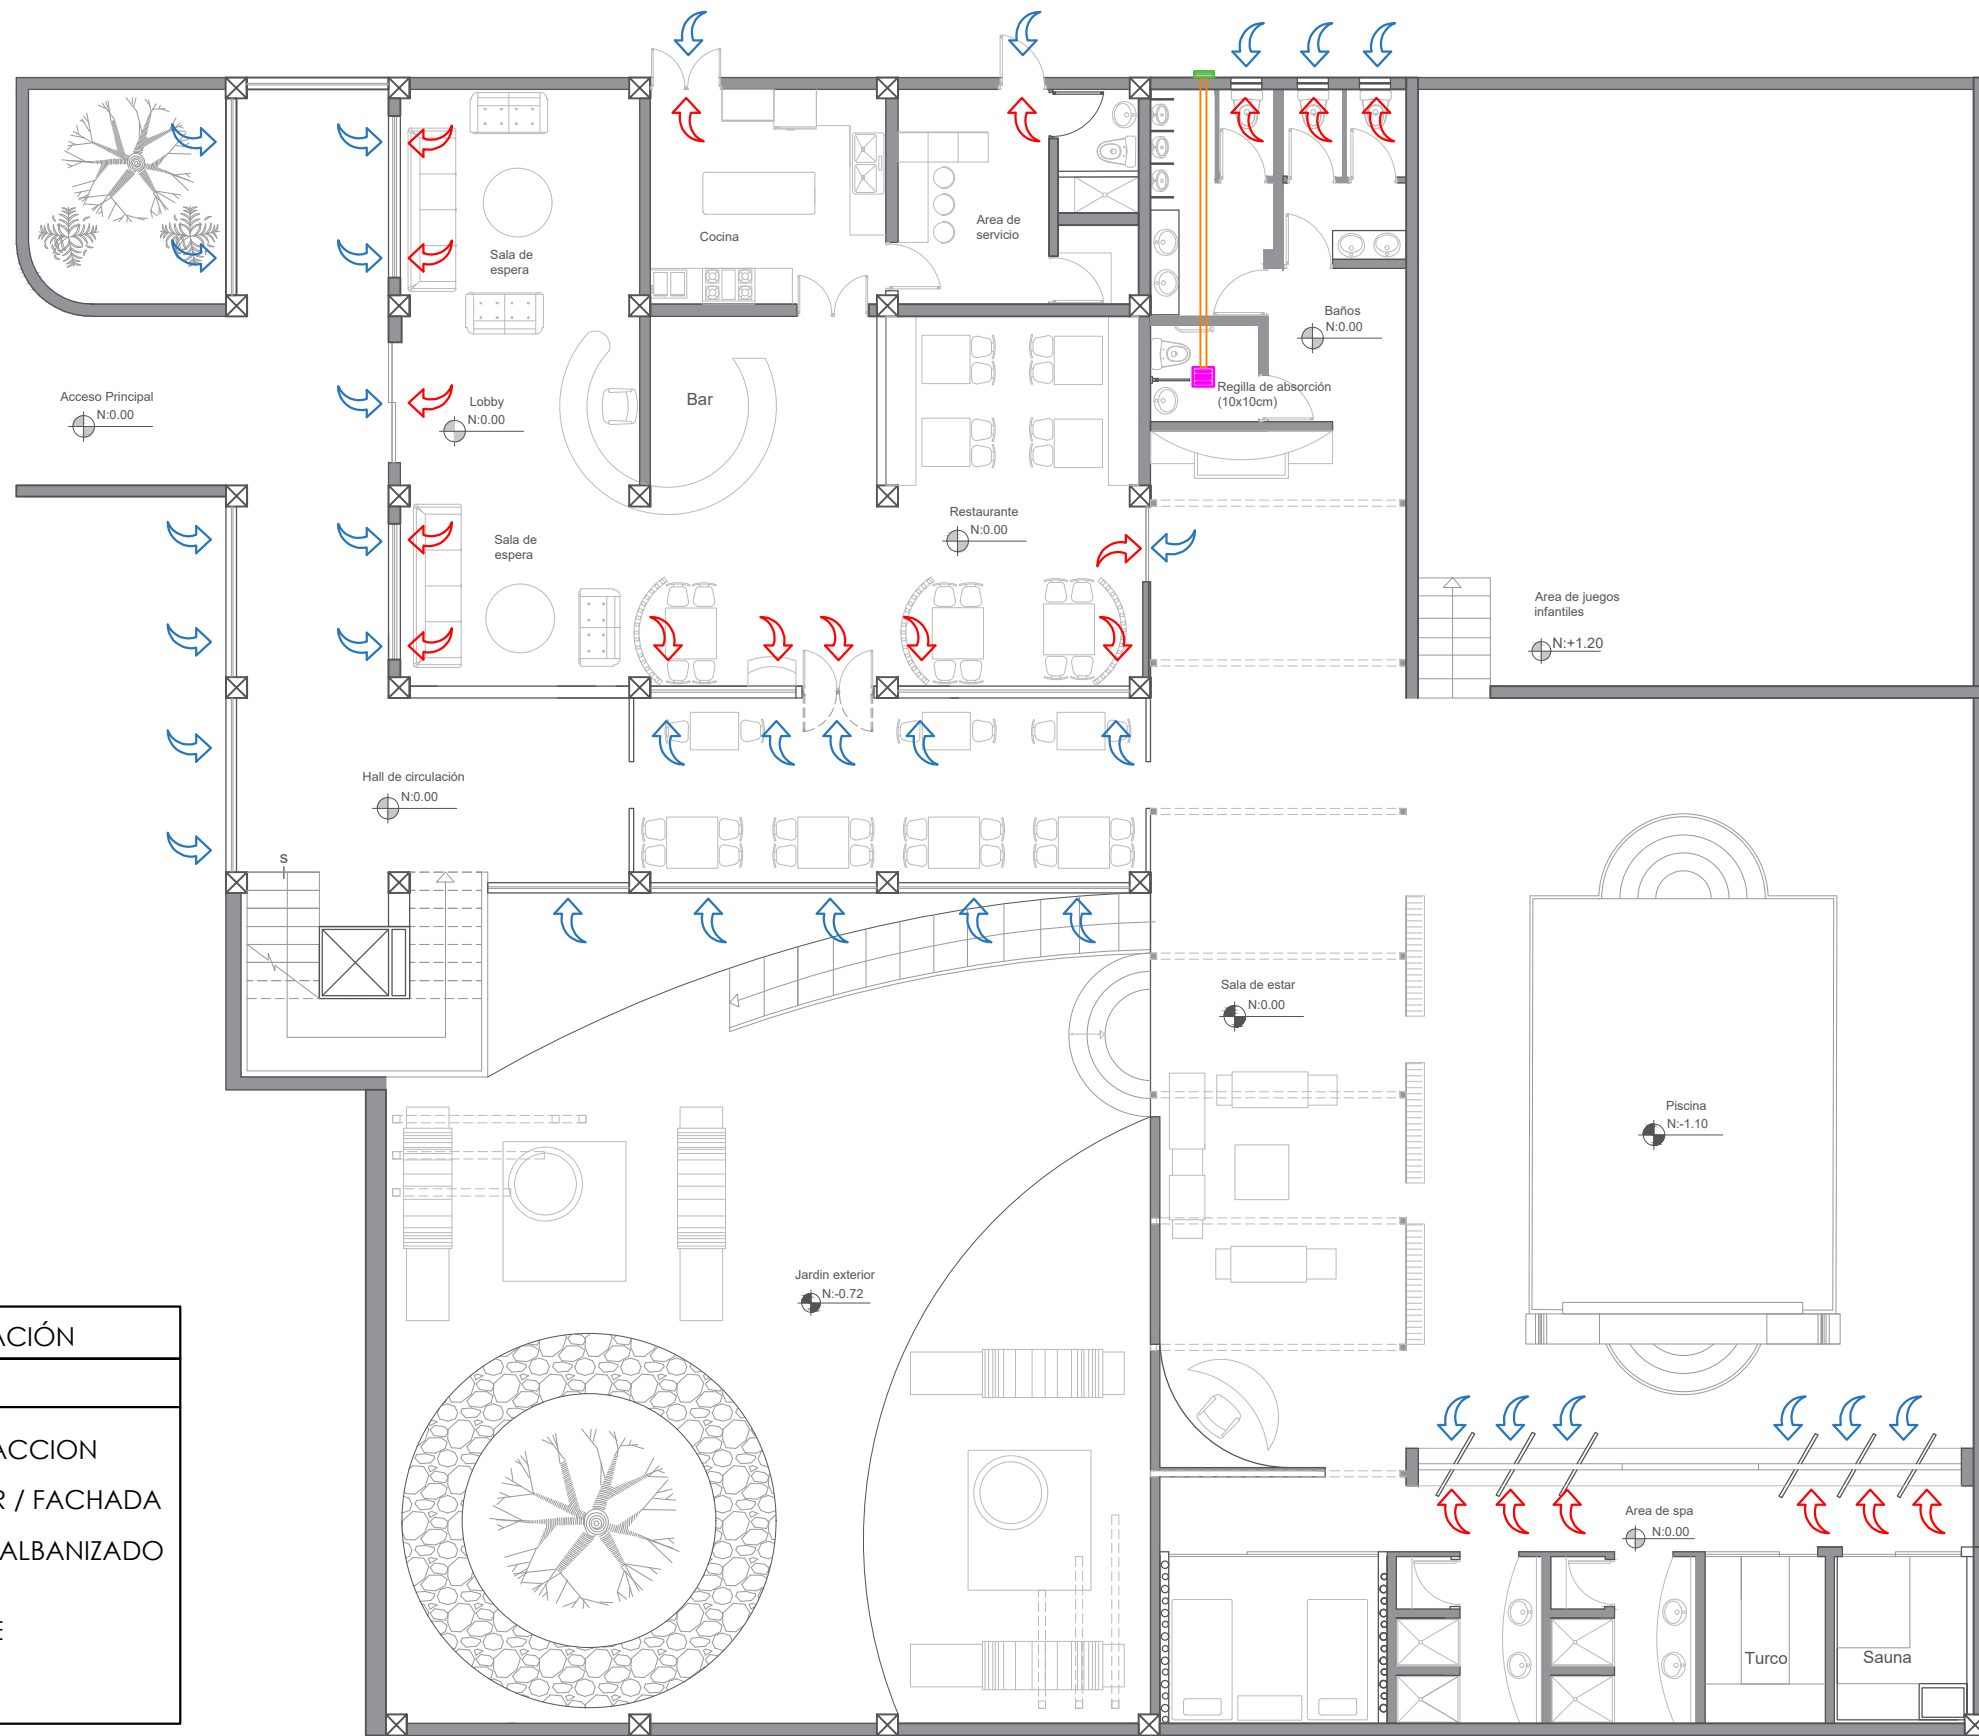 Cocina
Area de
servicio
Sala de
espera
Baños
N:0.00
Acceso Principal
N:0.00
Lobby
N:0.00
Bar
Regilla de absorción
(10x10cm)
Restaurante
N:0.00
Sala de
espera
Area de juegos
infantiles
N:+1.20
Hall de circulación
N:0.00
S
Sala de estar
N:0.00
Piscina
N:-1.10
Jardin exterior
N:-0.72
Area de spa
N:0.00
Turco
Sauna
ACIÓN
ACCION
R / FACHADA
ALBANIZADO
E